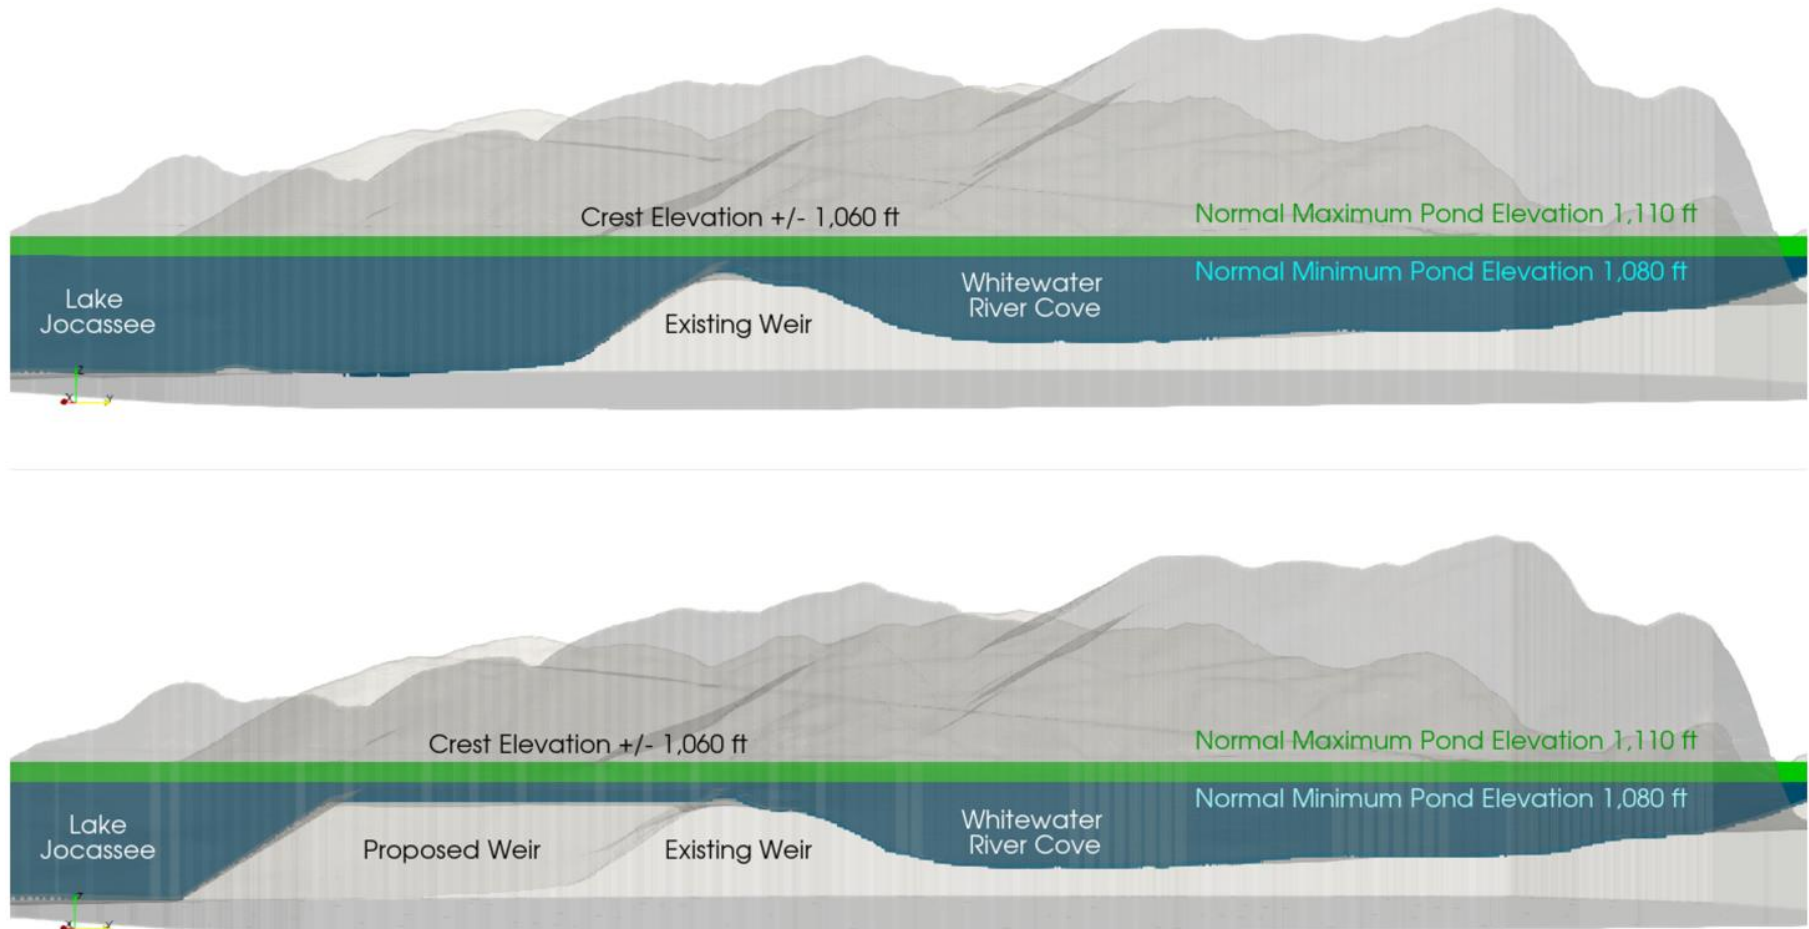 Crest Elevation +/- 1,060 ft
Normal Maximum Pond Elevation 1,110 ft
Normal Minimum Pond Elevation 1,080 ft
Lake
Jocassee
Existing Weir
Whitewater
River Cove
Z
X
Y
Crest Elevation +/- 1,060 ft
Normal Maximum Pond Elevation 1,110 ft
Normal Minimum Pond Elevation 1,080 ft
Lake
Jocassee
Proposed Weir
Existing Weir
Whitewater
River Cove